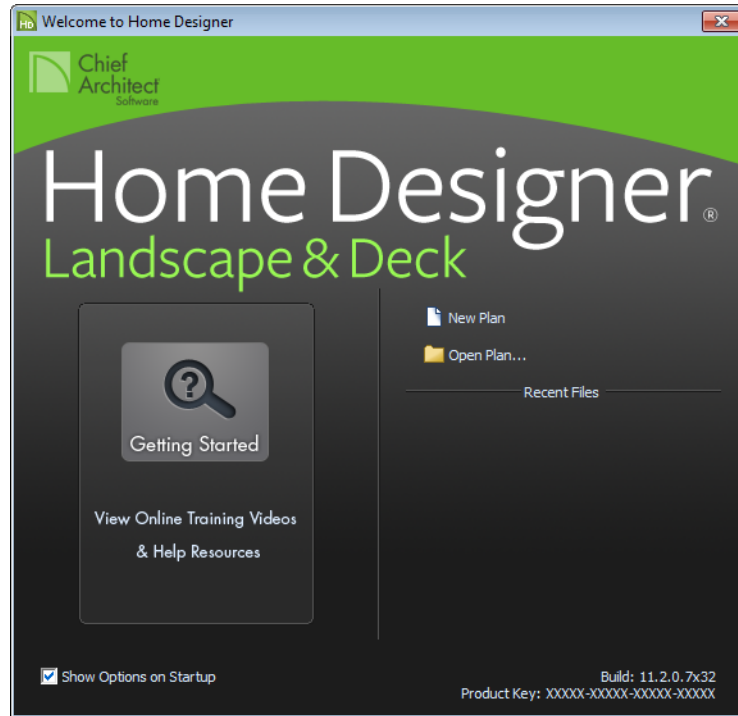 Welcome to Home Designer
Chief
Architect
Software
Home Designer®
Landscape & Deck
Getting Started
View Online Training Videos
& Help Resources
New Plan
Open Plan...
Recent Files
Show Options on Startup
Build: 11.2.0.7x32
Product Key: XXXXX-XXXXX-XXXXX-XXXXX